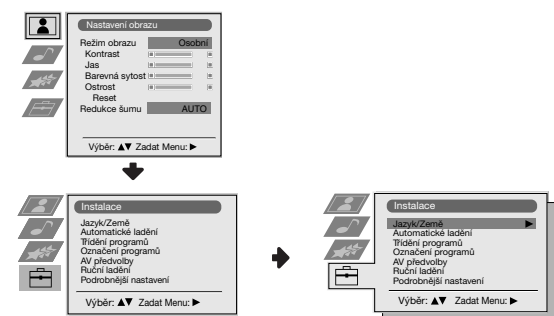 Nastavení obrazu
Režim obrazu Osobní
Kontrast
Jas
Barevná sytost
Ostrost
Reset
Redukce šumu AUTO
Výběr: ▲▼ Zadat Menu: ▶
Instalace
Jazyk/Země
Automatické ladění
Třídění programů
Označení programů
AV předvolby
Ruční ladění
Podrobnější nastavení
Výběr: ▲▼ Zadat Menu: ▶
Instalace
Jazyk/Země ▶
Automatické ladění
Třídění programů
Označení programů
AV předvolby
Ruční ladění
Podrobnější nastavení
Výběr: ▲▼ Zadat Menu: ▶